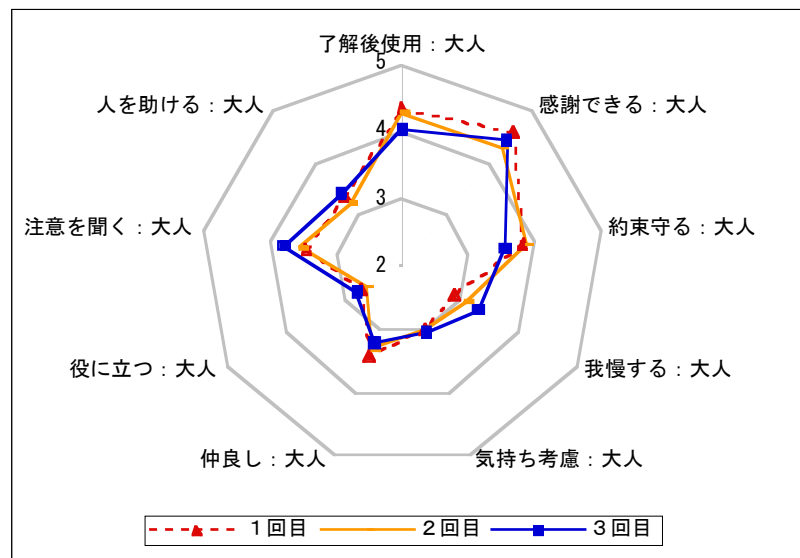 了解後使用：大人
5
人を助ける：大人
感謝できる：大人
4
3
注意を聞く：大人
約束守る：大人
2
役に立つ：大人
我慢する：大人
仲良し：大人
気持ち考慮：大人
１回目 ２回目 ３回目